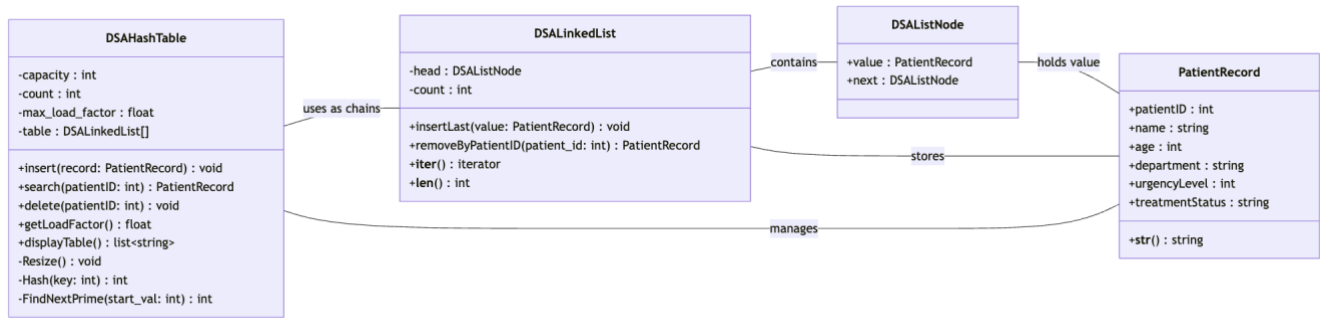 DSAHashTable
-capacity : int
-count : int
-max_load_factor : float
-table : DSALinkedList[]
+insert(record: PatientRecord) : void
+search(patientID: int) : PatientRecord
+delete(patientID: int) : void
+getLoadFactor() : float
+displayTable() : list<string>
-Resize() : void
-Hash(key: int) : int
-FindNextPrime(start_val: int) : int
uses as chains
DSALinkedList
-head : DSAListNode
-count : int
+insertLast(value: PatientRecord) : void
+removeByPatientID(patient_id: int) : PatientRecord
+iter() : iterator
+len() : int
contains
DSAListNode
+value : PatientRecord
+next : DSAListNode
holds value
stores
manages
PatientRecord
+patientID : int
+name : string
+age : int
+department : string
+urgencyLevel : int
+treatmentStatus : string
+str() : string